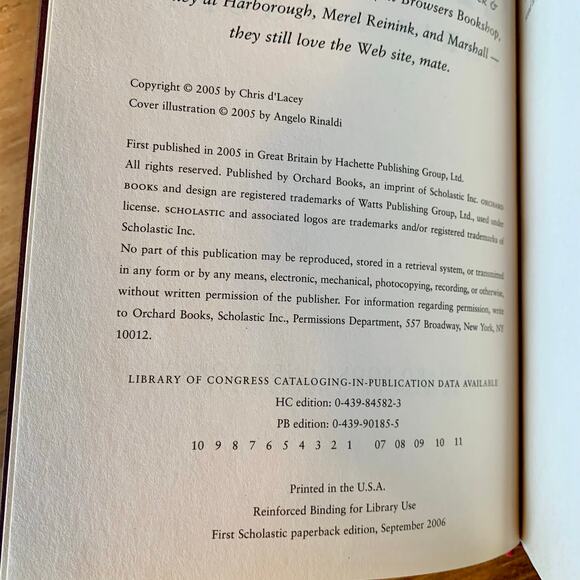 Browsers Bookshop,
at Harborough, Merel Reinink, and Marshall —
they still love the Web site, mate.
Copyright © 2005 by Chris d'Lacey
Cover illustration © 2005 by Angelo Rinaldi
First published in 2005 in Great Britain by Hachette Publishing Group, Ltd.
All rights reserved. Published by Orchard Books, an imprint of Scholastic Inc. ORCHARD
BOOKS and design are registered trademarks of Watts Publishing Group, Ltd., used under
license. SCHOLASTIC and associated logos are trademarks and/or registered trademarks of
Scholastic Inc.
No part of this publication may be reproduced, stored in a retrieval system, or transmitted
in any form or by any means, electronic, mechanical, photocopying, recording, or otherwise,
without written permission of the publisher. For information regarding permission, write
to Orchard Books, Scholastic Inc., Permissions Department, 557 Broadway, New York, NY
10012.
LIBRARY OF CONGRESS CATALOGING-IN-PUBLICATION DATA AVAILABLE
HC edition: 0-439-84582-3
PB edition: 0-439-90185-5
10 9 8 7 6 5 4 3 2 1 07 08 09 10 11
Printed in the U.S.A.
Reinforced Binding for Library Use
First Scholastic paperback edition, September 2006